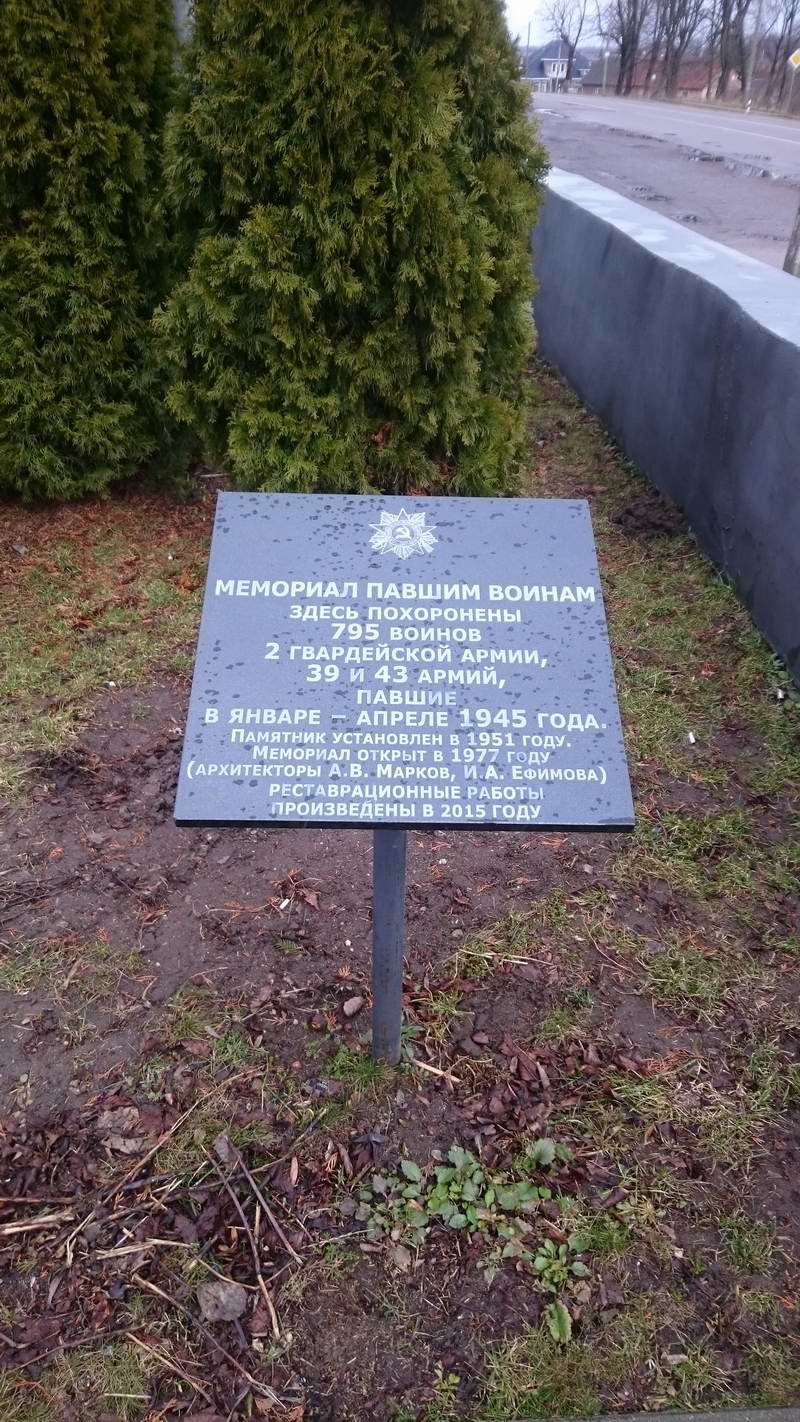 МЕМОРИАЛ ПАВШИМ ВОИНАМ
ЗДЕСЬ ПОХОРОНЕНЫ
795 ВОИНОВ
2 ГВАРДЕЙСКОЙ АРМИИ,
39 И 43 АРМИЙ,
ПАВШИЕ
В ЯНВАРЕ – АПРЕЛЕ 1945 ГОДА.
ПАМЯТНИК УСТАНОВЛЕН В 1951 ГОДУ.
МЕМОРИАЛ ОТКРЫТ В 1977 ГОДУ
(АРХИТЕКТОРЫ А.В. МАРКОВ, И.А. ЕФИМОВА)
РЕСТАВРАЦИОННЫЕ РАБОТЫ
ПРОИЗВЕДЕНЫ В 2015 ГОДУ